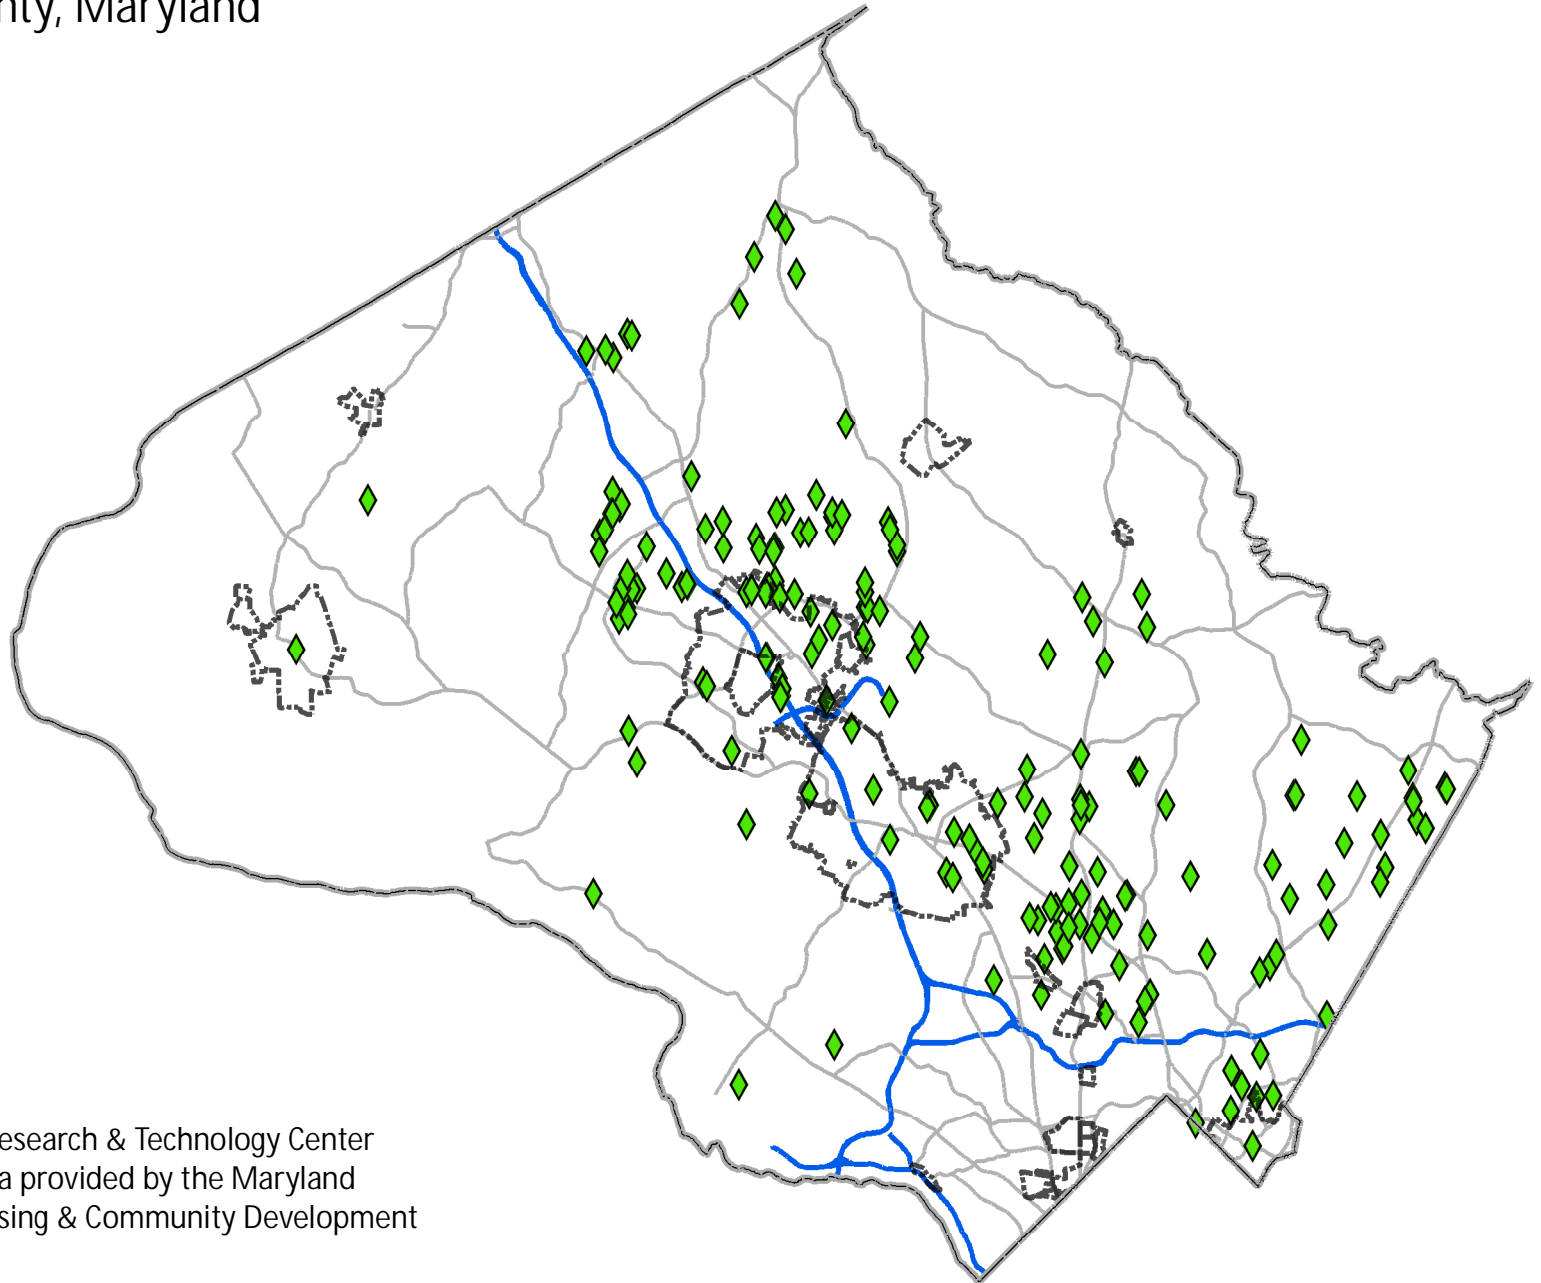 nty, Maryland
esearch & Technology Center
a provided by the Maryland
sing & Community Development